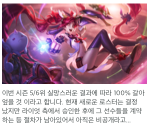 이번 시즌 5/6위 실망스러운 결과에 따라 100% 갈아
엎을 것 이라고 합니다. 현재 새로운 로스터는 결정
났지만 라이엇 측에서 승인한 후에 그 선수들을 계약
하는 등 절차가 남아있어서 아직은 비공개라고...